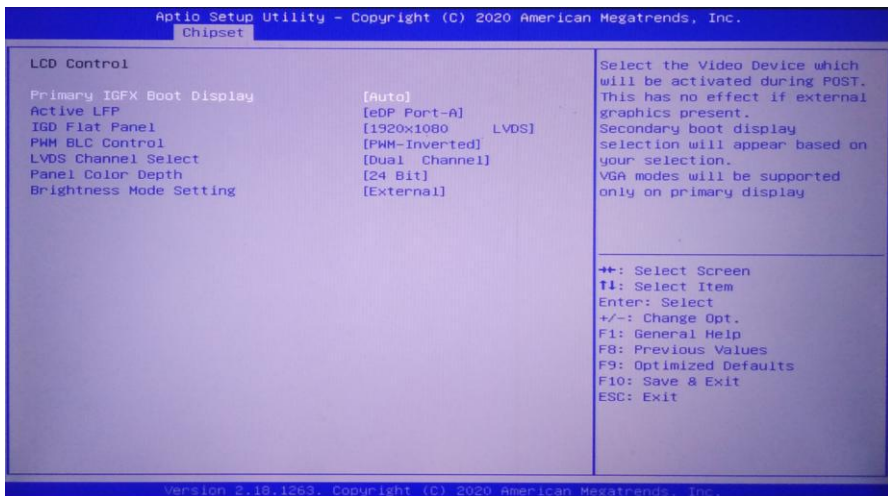 Aptio Setup Utility – Copyright (C) 2020 American Megatrends, Inc.
Chipset
LCD Control
Primary IGFX Boot Display [Auto]
Active LFP [eDP Port-A]
IGD Flat Panel [1920x1080 LVDS]
PWM BLC Control [PWM-Inverted]
LVDS Channel Select [Dual Channel]
Panel Color Depth [24 Bit]
Brightness Mode Setting [External]
Select the Video Device which
will be activated during POST.
This has no effect if external
graphics present.
Secondary boot display
selection will appear based on
your selection.
VGA modes will be supported
only on primary display
→←: Select Screen
↑↓: Select Item
Enter: Select
+/-: Change Opt.
F1: General Help
F8: Previous Values
F9: Optimized Defaults
F10: Save & Exit
ESC: Exit
Version 2.18.1263. Copyright (C) 2020 American Megatrends, Inc.